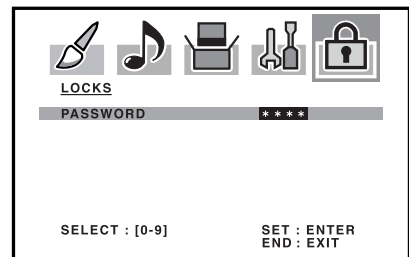 LOCKS
PASSWORD * * * *
SELECT : [0-9] SET : ENTER
END : EXIT